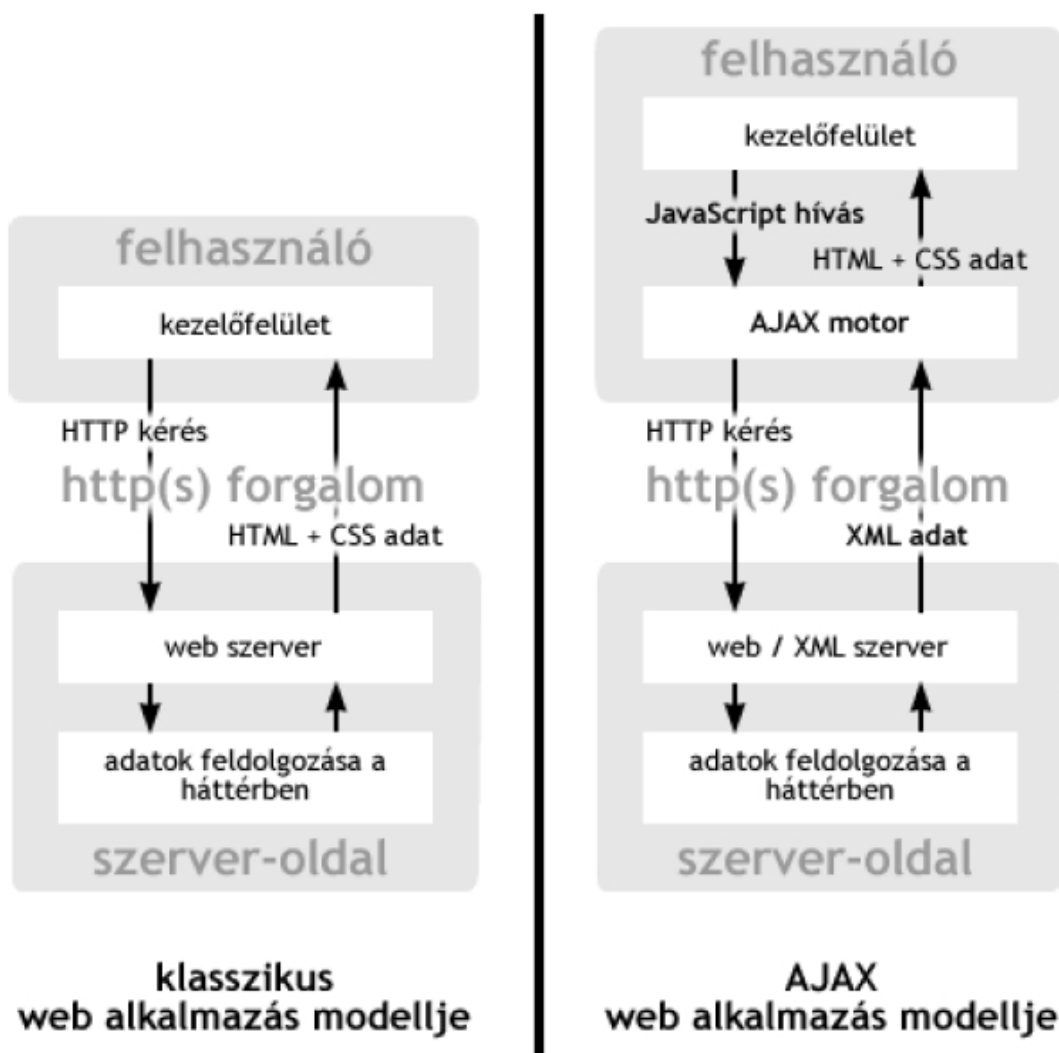 felhasználó
kezelőfelület
HTTP kérés
http(s) forgalom
HTML + CSS adat
web szerver
adatok feldolgozása a
háttérben
szerver-oldal
klasszikus
web alkalmazás modellje
felhasználó
kezelőfelület
JavaScript hívás
HTML + CSS adat
AJAX motor
HTTP kérés
http(s) forgalom
XML adat
web / XML szerver
adatok feldolgozása a
háttérben
szerver-oldal
AJAX
web alkalmazás modellje